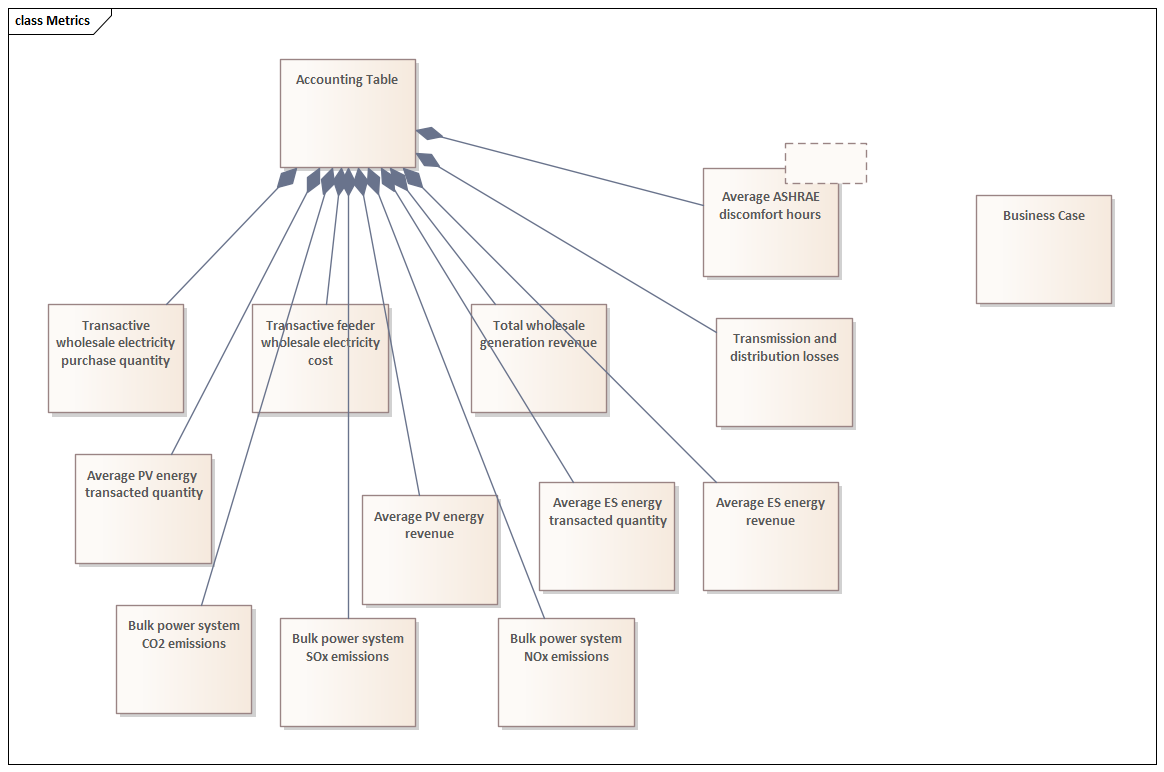 class Metrics
Accounting Table
Average ASHRAE
discomfort hours
Business Case
Transactive
wholesale electricity
purchase quantity
Transactive feeder
wholesale electricity
cost
Total wholesale
generation revenue
Transmission and
distribution losses
Average PV energy
transacted quantity
Average PV energy
revenue
Average ES energy
transacted quantity
Average ES energy
revenue
Bulk power system
CO2 emissions
Bulk power system
SOx emissions
Bulk power system
NOx emissions